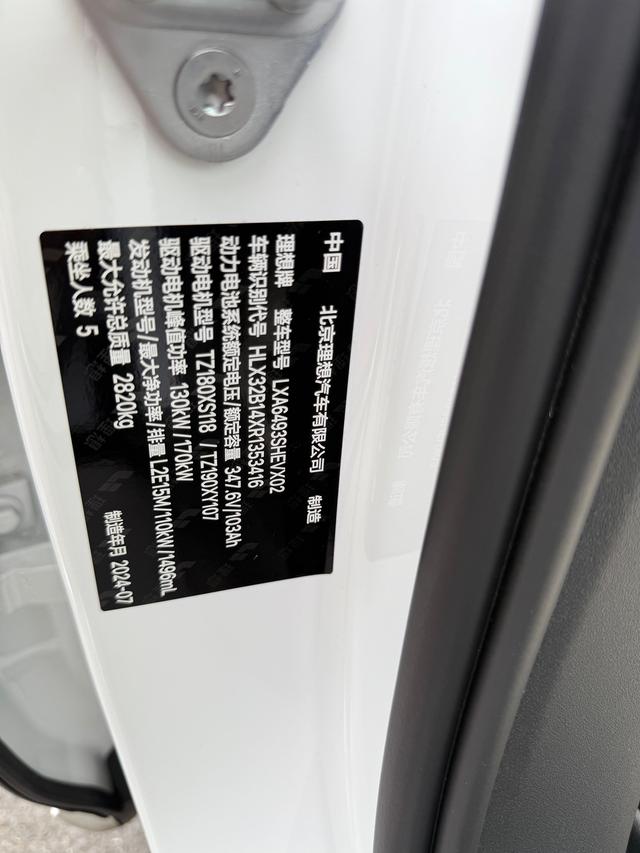 中国 北京理想汽车有限公司 制造
理想牌 整车型号 LXA6493SHEVX02
车辆识别代号 HLX32B14XR1353416
动力电池系统额定电压/额定容量 347.6V/103Ah
驱动电机型号 TZ180XS118 / TZ190XY107
驱动电机峰值功率 130kW/170kW
发动机型号/最大净功率/排量 L2E15M/110kW/1496mL
最大允许总质量 2820kg
乘坐人数 5 制造年月 2024-07